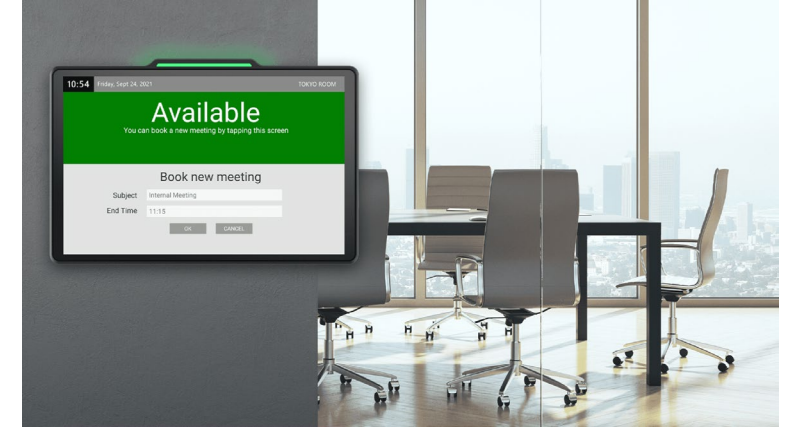 10:54 Friday, Sept 24, 2021 TOKYO ROOM
Available
You can book a new meeting by tapping this screen
Book new meeting
Subject Internal Meeting
End Time 11:15
OK CANCEL